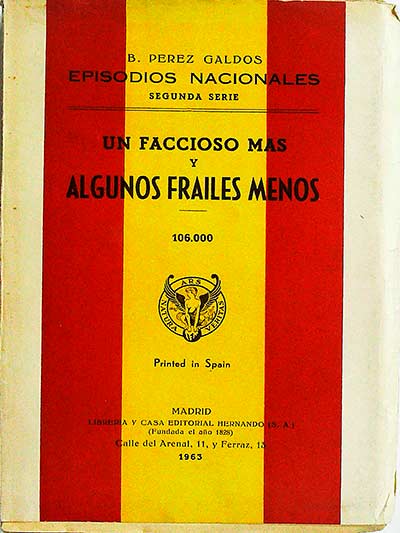 B. PEREZ GALDOS
EPISODIOS NACIONALES
SEGUNDA SERIE
UN FACCIOSO MAS
Y
ALGUNOS FRAILES MENOS
106.000
ARS
NATURA VERITAS
Printed in Spain
MADRID
LIBRERIA Y CASA EDITORIAL HERNANDO (S. A.)
(Fundada el año 1828)
Calle del Arenal, 11, y Ferraz, 13
1963